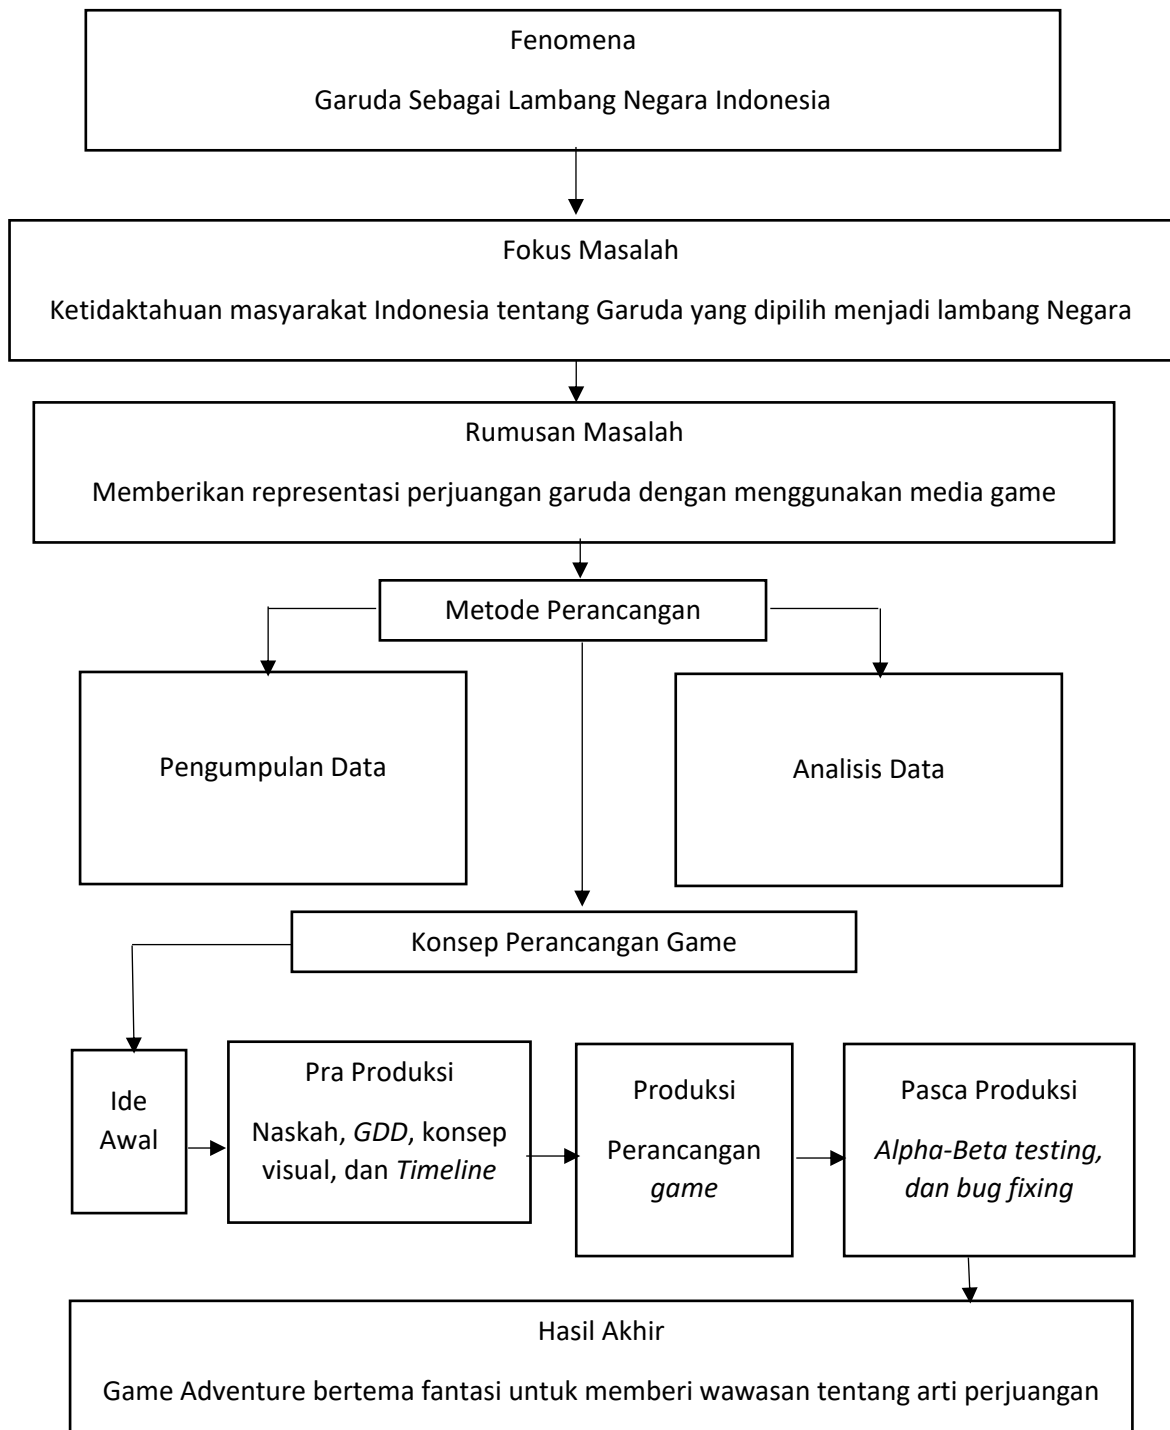 Fenomena
Garuda Sebagai Lambang Negara Indonesia
Fokus Masalah
Ketidaktahuan masyarakat Indonesia tentang Garuda yang dipilih menjadi lambang Negara
Rumusan Masalah
Memberikan representasi perjuangan garuda dengan menggunakan media game
Metode Perancangan
Pengumpulan Data
Analisis Data
Konsep Perancangan Game
Ide
Awal
Pra Produksi
Naskah, GDD, konsep
visual, dan Timeline
Produksi
Perancangan
game
Pasca Produksi
Alpha-Beta testing,
dan bug fixing
Hasil Akhir
Game Adventure bertema fantasi untuk memberi wawasan tentang arti perjuangan